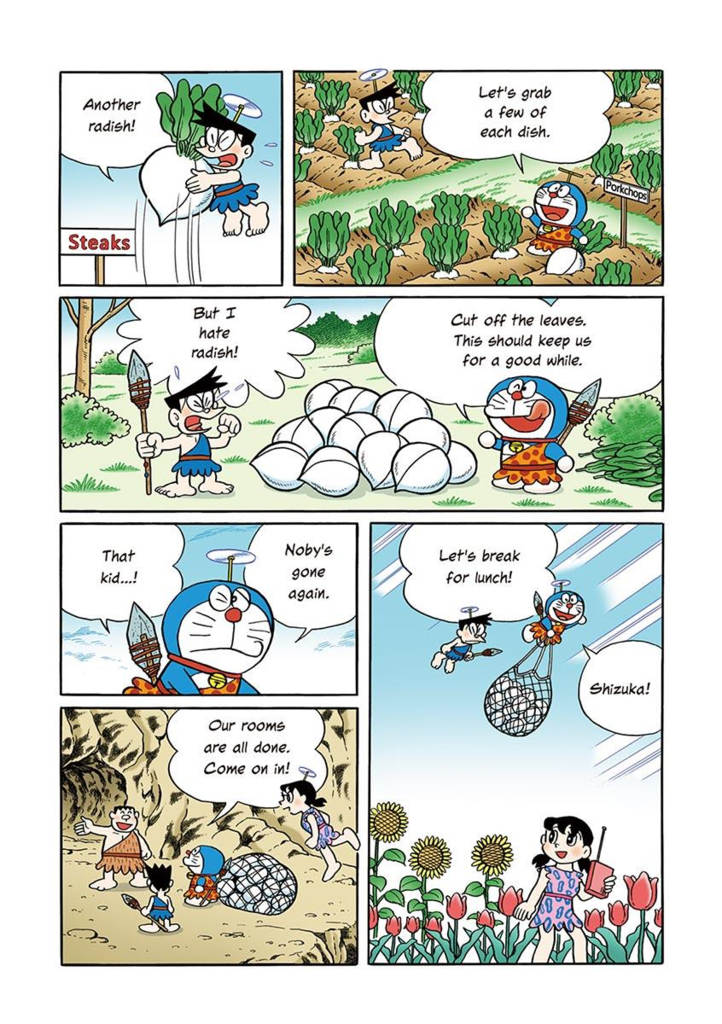 Another
radish!
Steaks
Let's grab
a few of
each dish.
Porkchops
But I
hate
radish!
Cut off the leaves.
This should keep us
for a good while.
That
kid...!
Noby's
gone
again.
Let's break
for lunch!
Shizuka!
Our rooms
are all done.
Come on in!